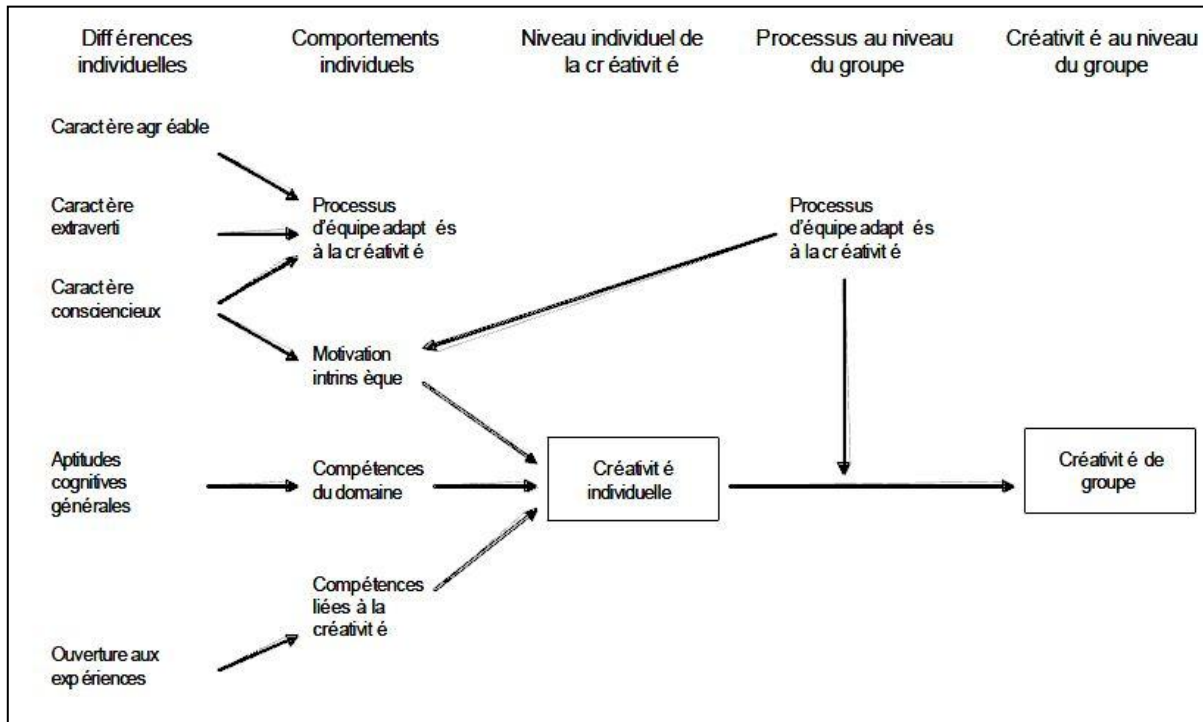 Différences
individuelles
Comportements
individuels
Niveau individuel de
la créativité
Processus au niveau
du groupe
Créativité au niveau
du groupe
Caractère agréable
Caractère
extraverti
Caractère
consciencieux
Aptitudes
cognitives
générales
Ouverture aux
expériences
Processus
d'équipe adaptés
à la créativité
Motivation
intrinsèque
Compétences
du domaine
Compétences
liées à la
créativité
Créativité
individuelle
Processus
d'équipe adaptés
à la créativité
Créativité de
groupe